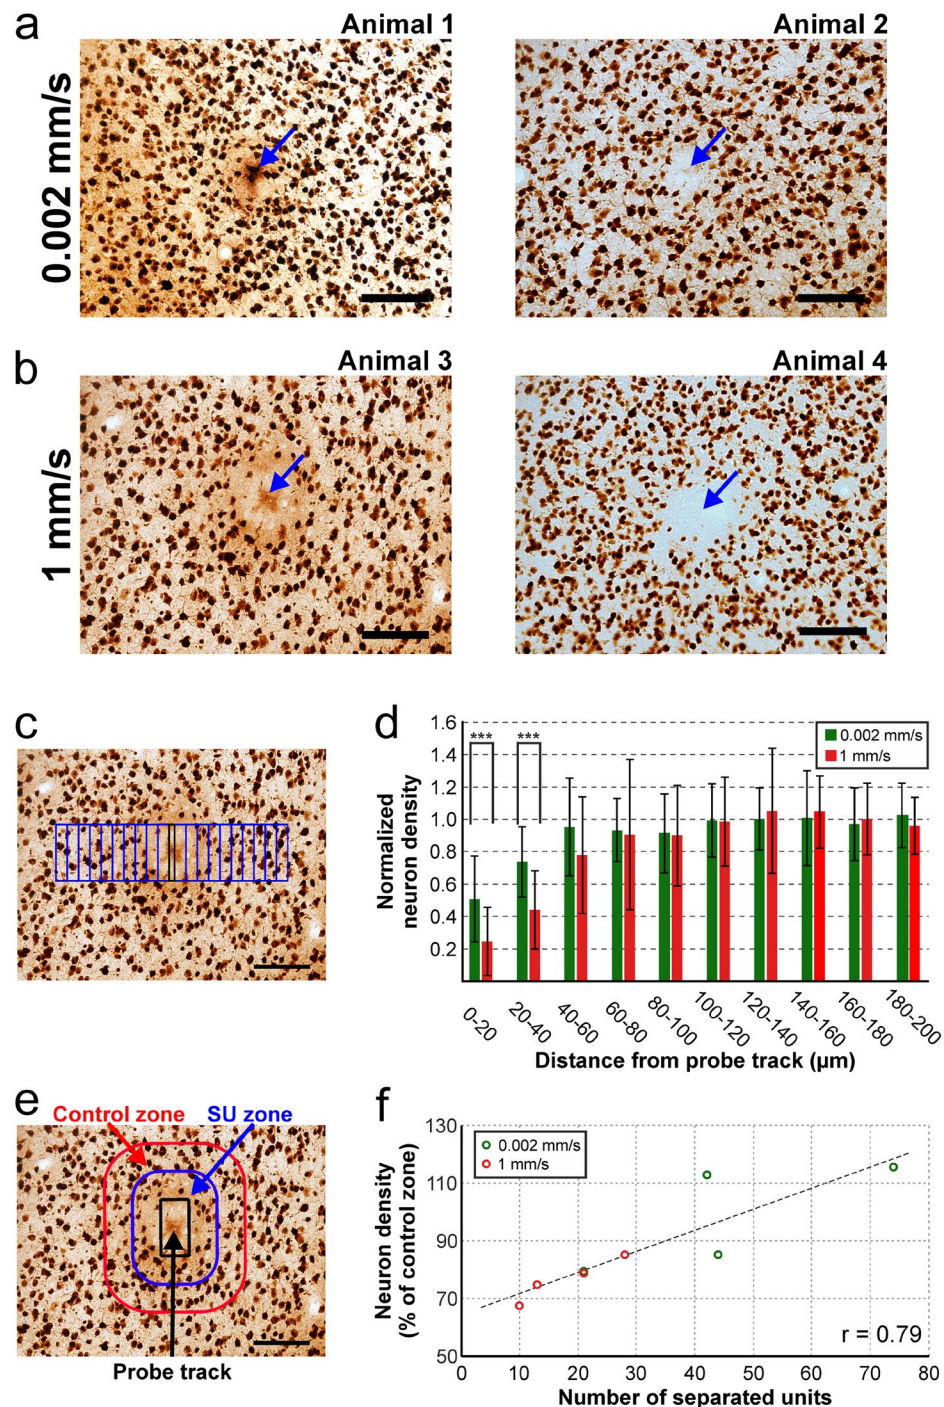 a
Animal 1
Animal 2
0.002 mm/s
b
Animal 3
Animal 4
1 mm/s
c
d
Normalized
neuron density
1.6
1.4
1.2
1.0
0.8
0.6
0.4
0.2
***
***
0.002 mm/s
1 mm/s
0-20
20-40
40-60
60-80
80-100
100-120
120-140
140-160
160-180
180-200
Distance from probe track (µm)
e
Control zone
SU zone
Probe track
f
Neuron density
(% of control zone)
130
110
90
70
50
0.002 mm/s
1 mm/s
r = 0.79
0
10
20
30
40
50
60
70
80
Number of separated units